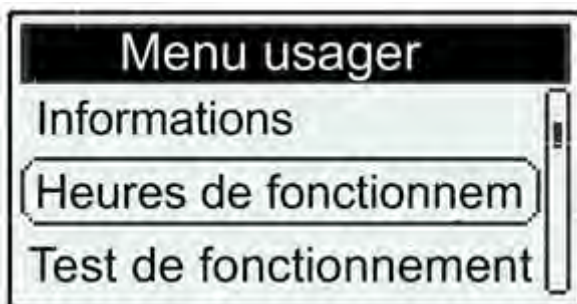 Menu usager
Informations
Heures de fonctionnem
Test de fonctionnement